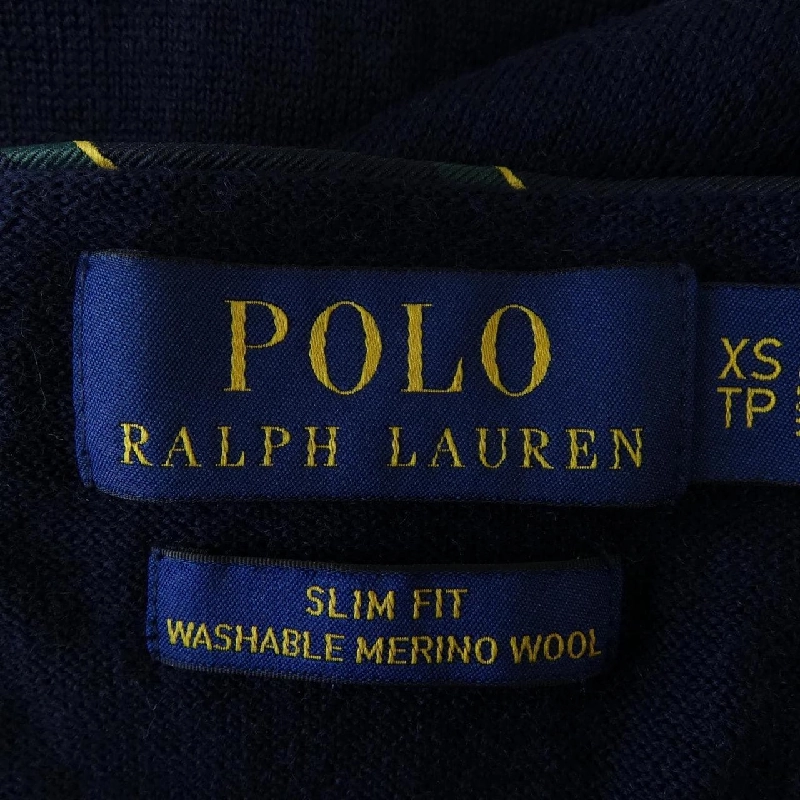 POLO
RALPH LAUREN
XS
TP
SLIM FIT
WASHABLE MERINO WOOL